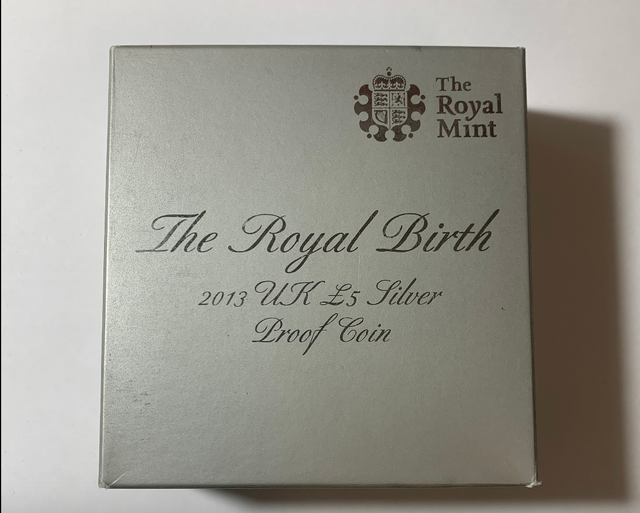 The
Royal
Mint
The Royal Birth
2013 UK £5 Silver
Proof Coin